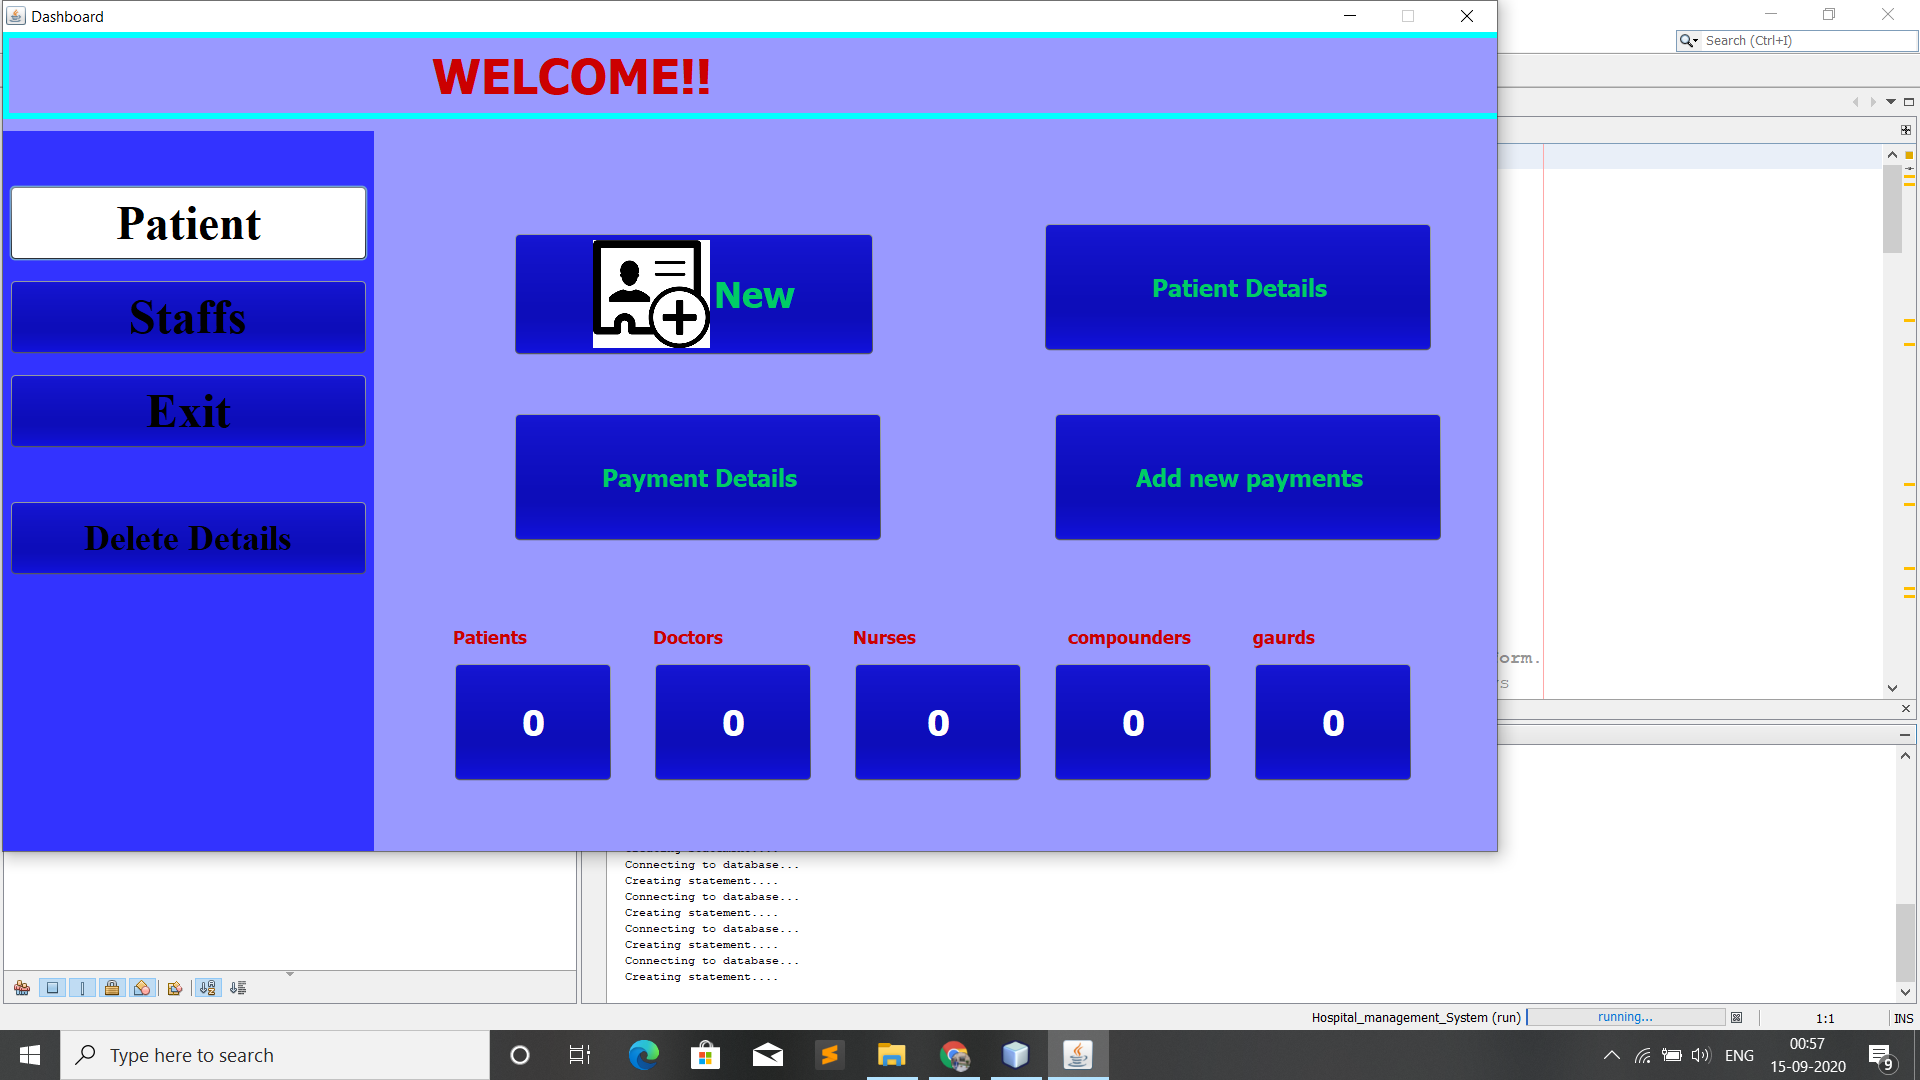 Dashboard
WELCOME!!
Search (Ctrl+I)
Patient
Staffs
Exit
Delete Details
New
Patient Details
Payment Details
Add new payments
Patients
Doctors
Nurses
compounders
gaurds
0
0
0
0
0
orm.
s
Connecting to database...
Creating statement....
Connecting to database...
Creating statement....
Connecting to database...
Creating statement....
Connecting to database...
Creating statement....
Hospital_management_System (run)
running...
1:1
INS
Type here to search
ENG
00:57
15-09-2020
9